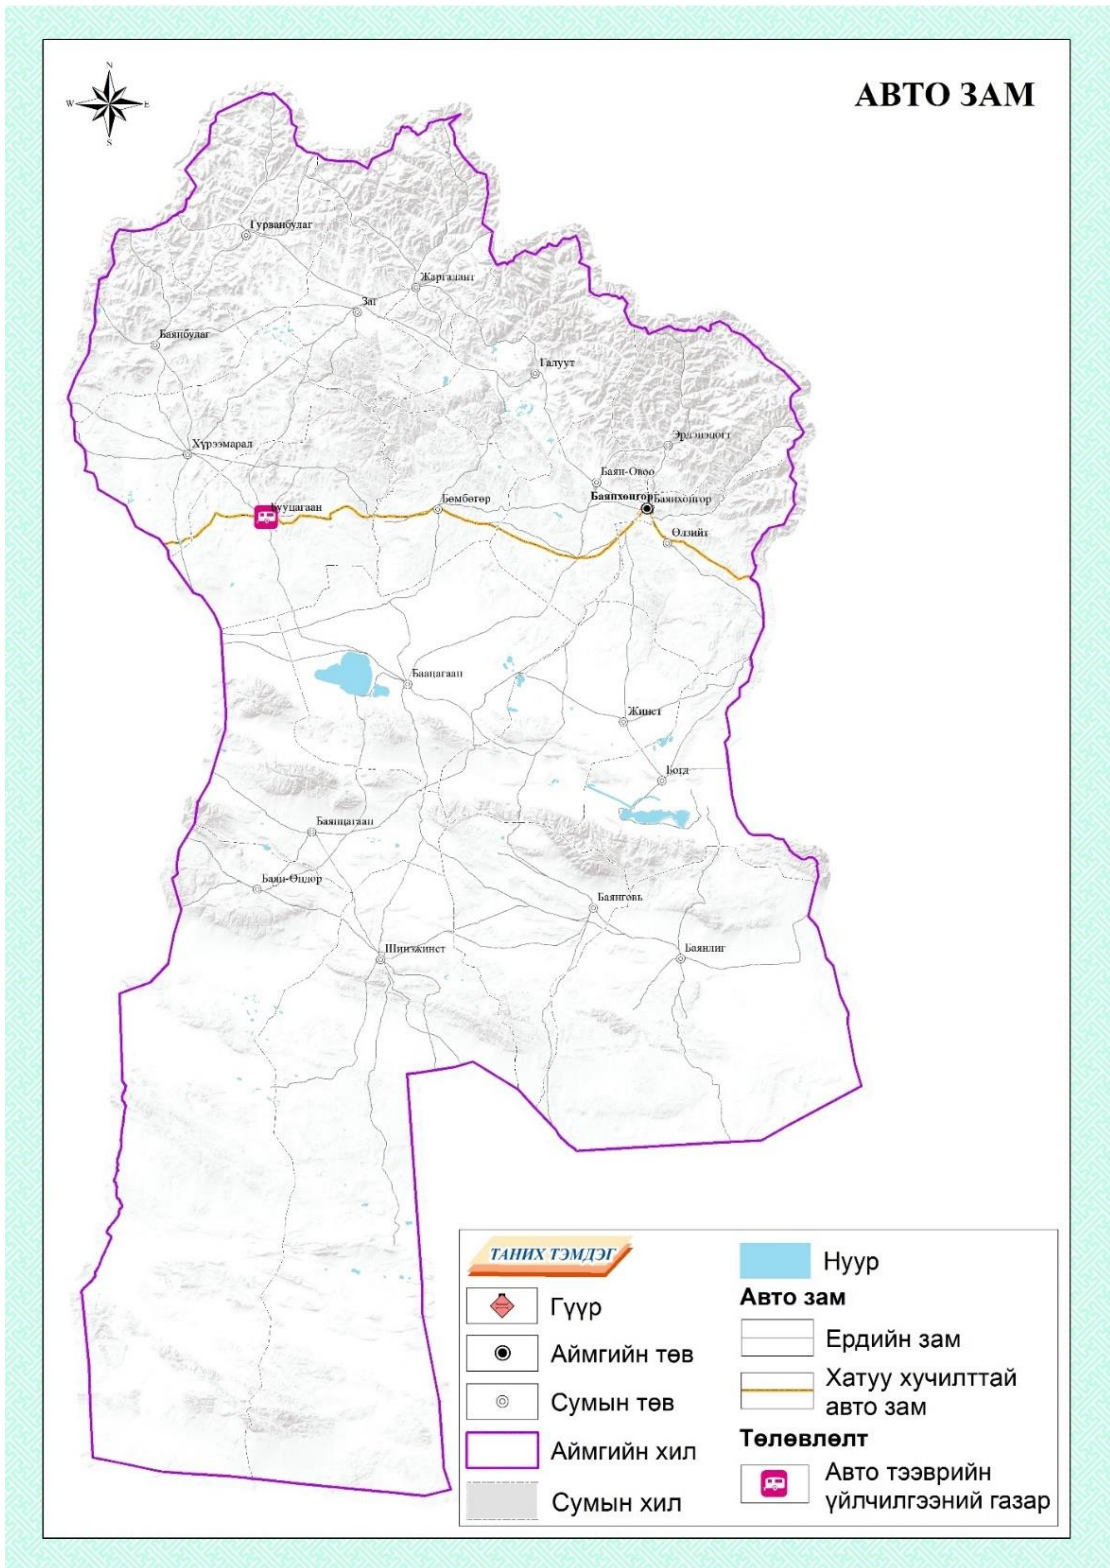 АВТО ЗАМ
N
W
E
S
Гурванбулаг
Жаргалант
Заг
Баянбулаг
Галуут
Эрдэнэцогт
Хүрээмарал
Баян-Овоо
Баянхонгор
Баянхонгор
Бөмбөгөр
Бууцагаан
Өлзийт
Баацагаан
Жинст
Богд
Баянцагаан
Баян-Өндөр
Баянговь
Шинэжинст
Баянлиг
ТАНИХ ТЭМДЭГ
Гүүр
Аймгийн төв
Сумын төв
Аймгийн хил
Сумын хил
Нуур
Авто зам
Ердийн зам
Хатуу хучилттай
авто зам
Төлөвлөлт
Авто тээврийн
үйлчилгээний газар